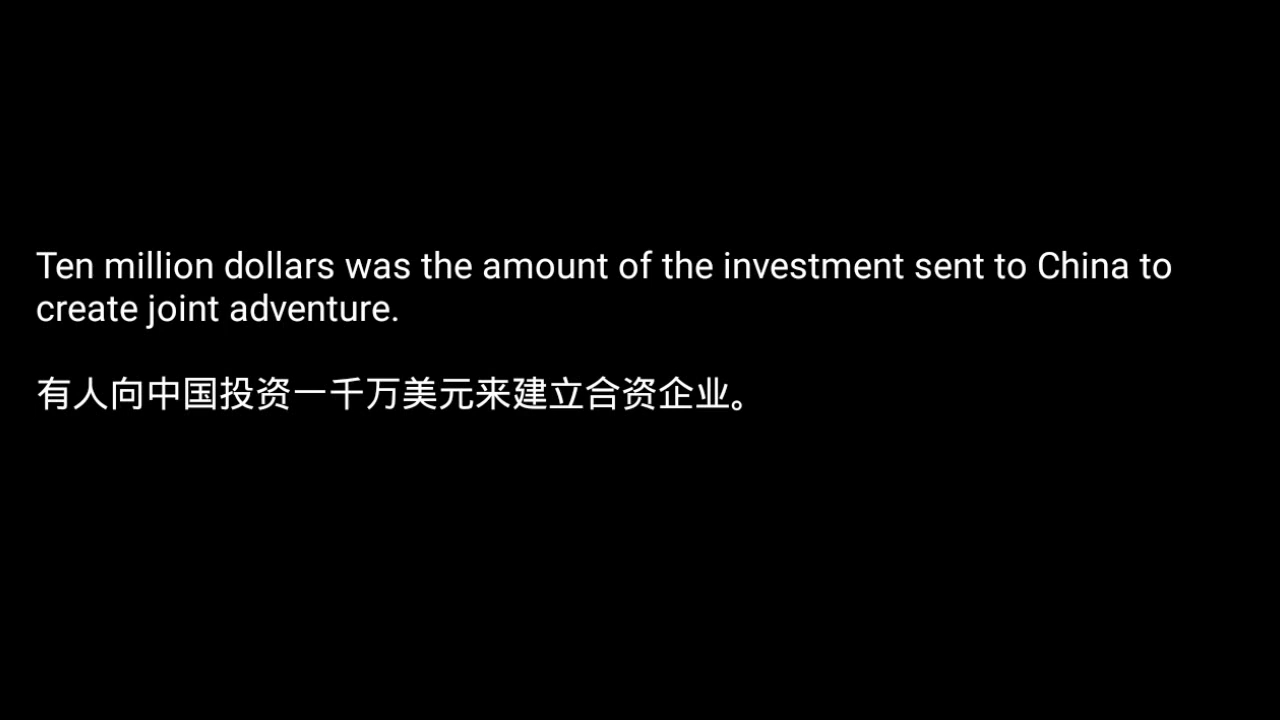 Ten million dollars was the amount of the investment sent to China to
create joint adventure.
有人向中国投资一千万美元来建立合资企业。